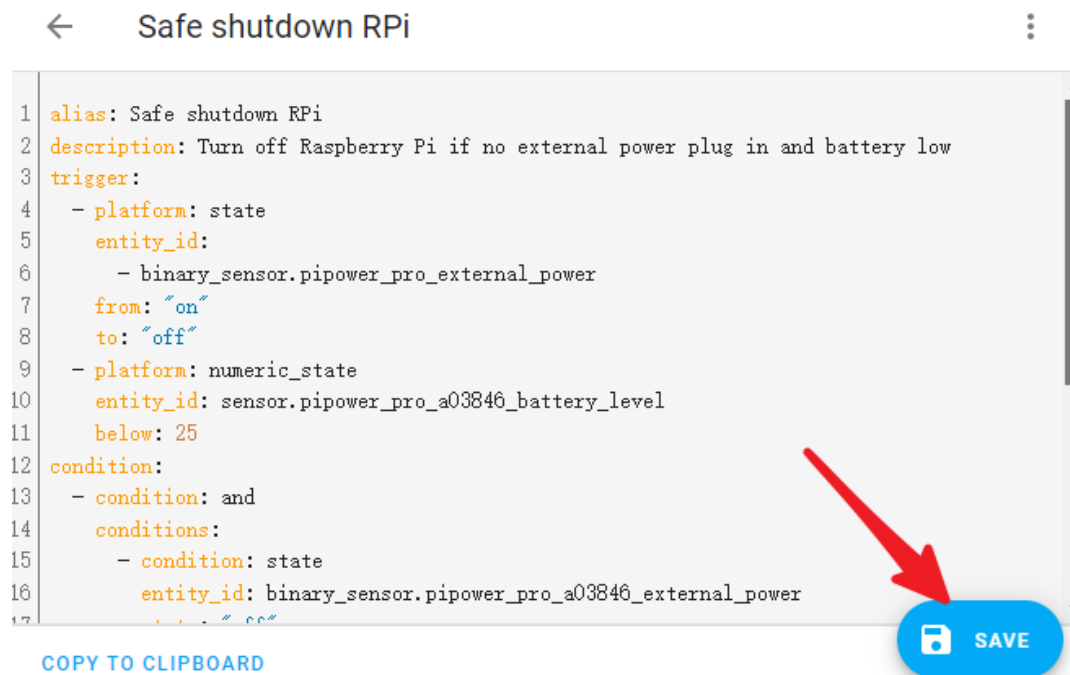 Safe shutdown RPi
1 alias: Safe shutdown RPi
2 description: Turn off Raspberry Pi if no external power plug in and battery low
3 trigger:
4   - platform: state
5     entity_id:
6       - binary_sensor.pipower_pro_external_power
7     from: "on"
8     to: "off"
9   - platform: numeric_state
10     entity_id: sensor.pipower_pro_a03846_battery_level
11     below: 25
12 condition:
13   - condition: and
14     conditions:
15       - condition: state
16         entity_id: binary_sensor.pipower_pro_a03846_external_power
17
SAVE
COPY TO CLIPBOARD